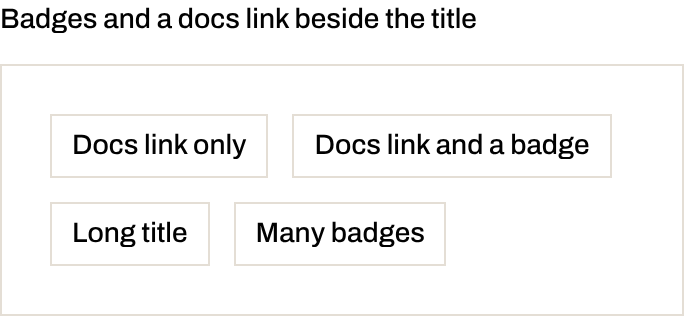 Badges and a docs link beside the title
Docs link only
Docs link and a badge
Long title
Many badges